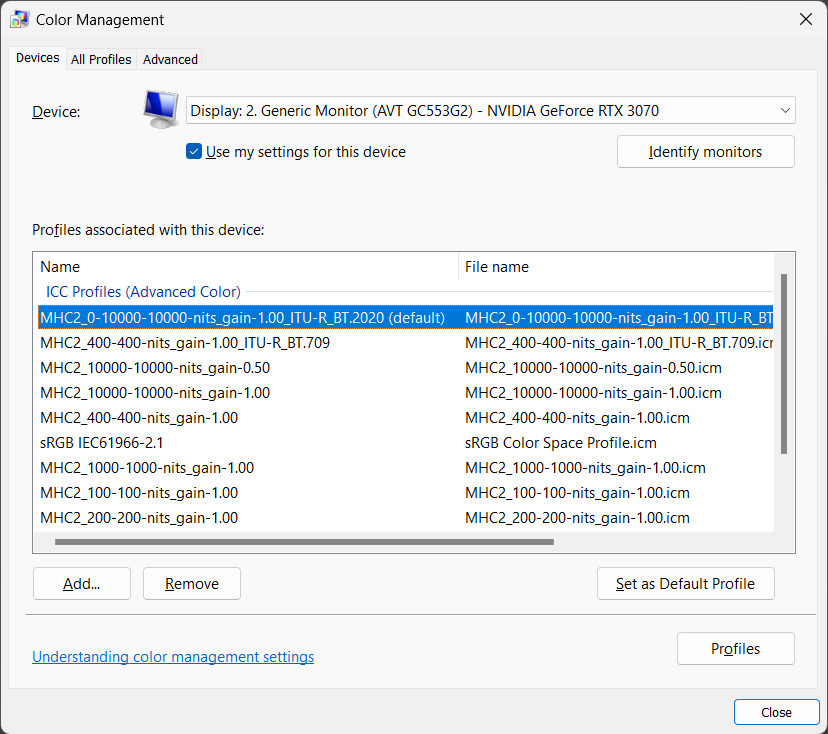 Color Management
Devices All Profiles Advanced
Device: Display: 2. Generic Monitor (AVT GC553G2) - NVIDIA GeForce RTX 3070
Use my settings for this device Identify monitors
Profiles associated with this device:
Name File name
ICC Profiles (Advanced Color)
MHC2_0-10000-10000-nits_gain-1.00_ITU-R_BT.2020 (default) MHC2_0-10000-10000-nits_gain-1.00_ITU-R_BT
MHC2_400-400-nits_gain-1.00_ITU-R_BT.709 MHC2_400-400-nits_gain-1.00_ITU-R_BT.709.icm
MHC2_10000-10000-nits_gain-0.50 MHC2_10000-10000-nits_gain-0.50.icm
MHC2_10000-10000-nits_gain-1.00 MHC2_10000-10000-nits_gain-1.00.icm
MHC2_400-400-nits_gain-1.00 MHC2_400-400-nits_gain-1.00.icm
sRGB IEC61966-2.1 sRGB Color Space Profile.icm
MHC2_1000-1000-nits_gain-1.00 MHC2_1000-1000-nits_gain-1.00.icm
MHC2_100-100-nits_gain-1.00 MHC2_100-100-nits_gain-1.00.icm
MHC2_200-200-nits_gain-1.00 MHC2_200-200-nits_gain-1.00.icm
Add... Remove Set as Default Profile
Understanding color management settings Profiles
Close